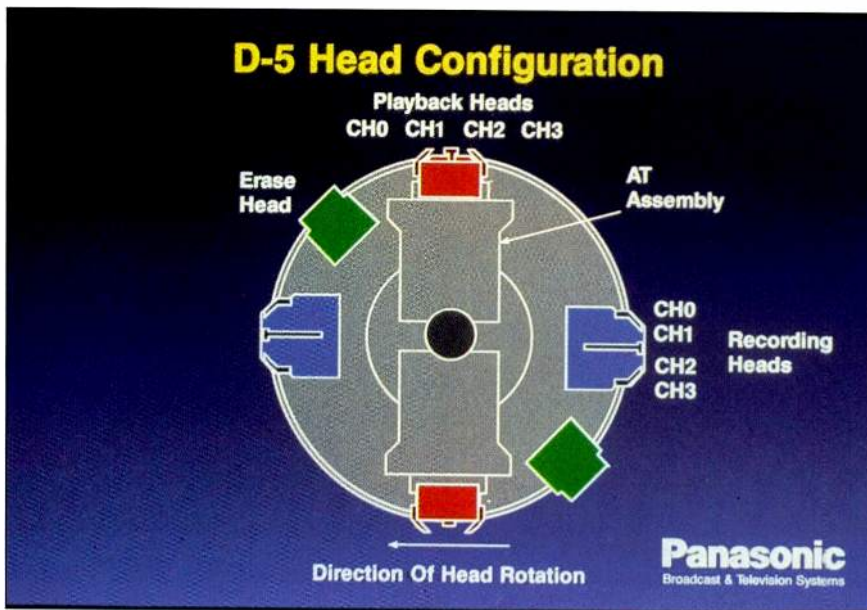 D-5 Head Configuration
Playback Heads
CH0 CH1 CH2 CH3
Erase
Head
AT
Assembly
CH0
CH1
CH2
CH3
Recording
Heads
Direction Of Head Rotation
Panasonic
Broadcast & Television Systems